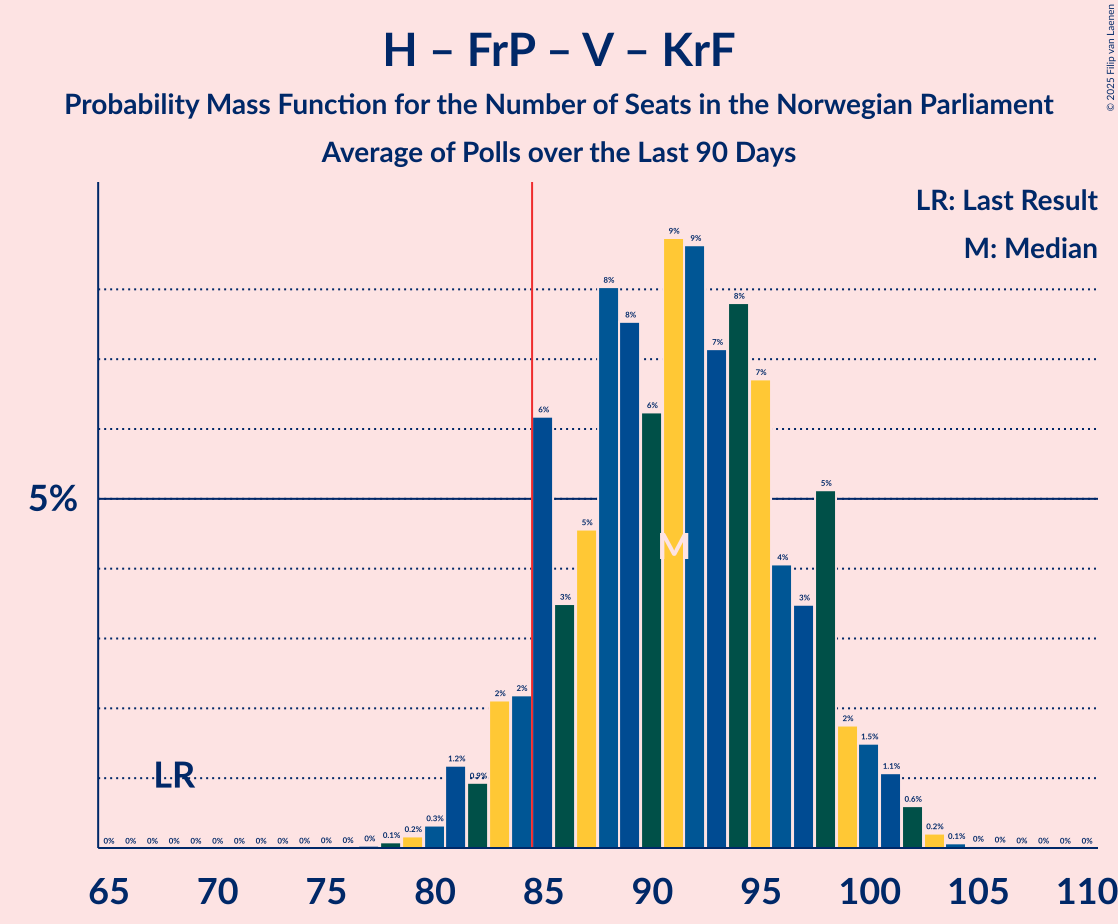 H – FrP – V – KrF
Probability Mass Function for the Number of Seats in the Norwegian Parliament
Average of Polls over the Last 90 Days
© 2025 Filip van Laenen
LR: Last Result
M: Median
5%
LR
M
0% 0% 0% 0% 0% 0% 0% 0% 0% 0% 0% 0% 0% 0.1% 0.2% 0.3% 1.2% 0.9% 2% 2% 6% 3% 5% 8% 8% 6% 9% 9% 7% 8% 7% 4% 3% 5% 2% 1.5% 1.1% 0.6% 0.2% 0.1% 0% 0% 0% 0% 0% 0%
65 70 75 80 85 90 95 100 105 110